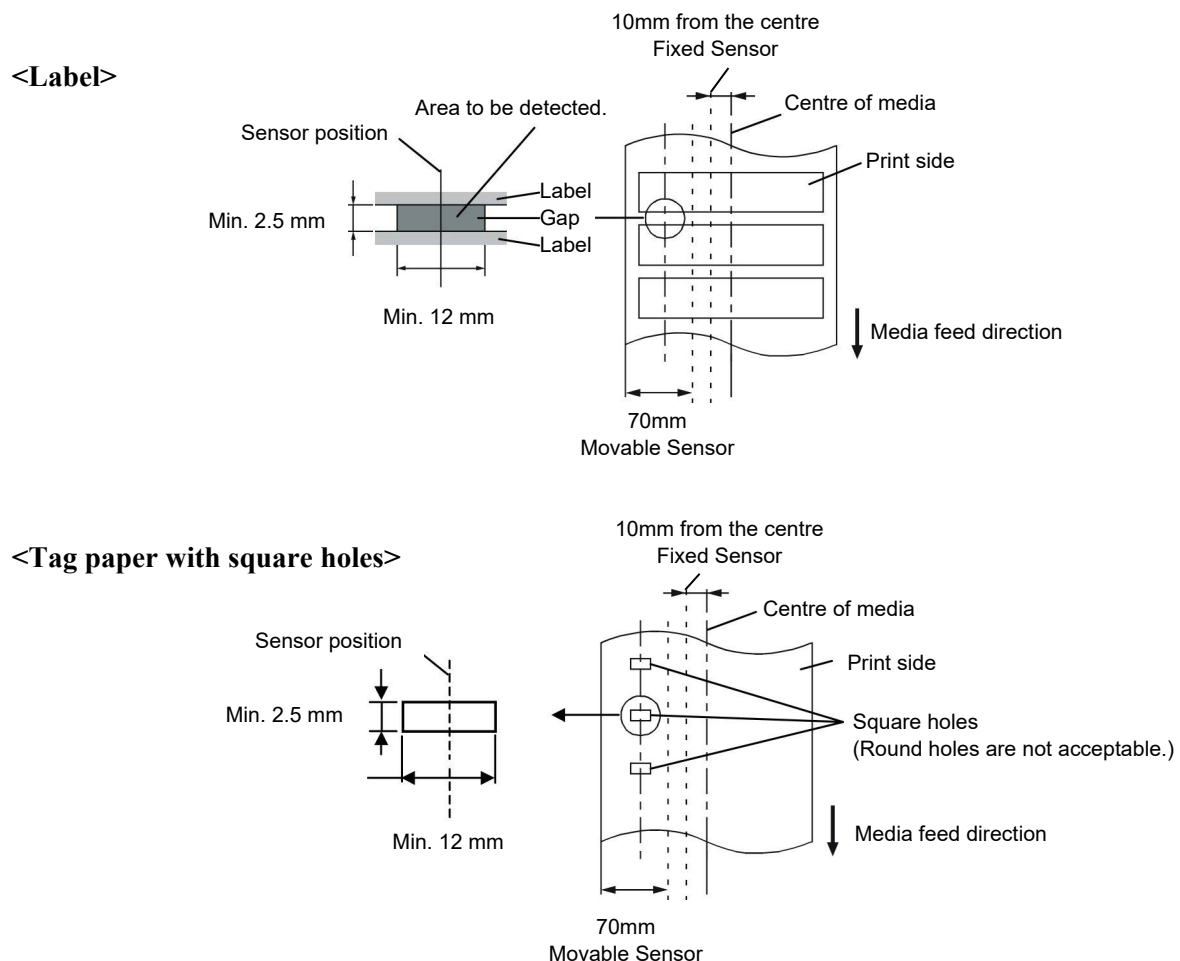 10mm from the centre
Fixed Sensor
<Label>
Centre of media
Area to be detected.
Sensor position
Print side
Label
Min. 2.5 mm
Gap
Label
Min. 12 mm
Media feed direction
70mm
Movable Sensor
10mm from the centre
Fixed Sensor
<Tag paper with square holes>
Centre of media
Sensor position
Print side
Min. 2.5 mm
Square holes
(Round holes are not acceptable.)
Min. 12 mm
Media feed direction
70mm
Movable Sensor